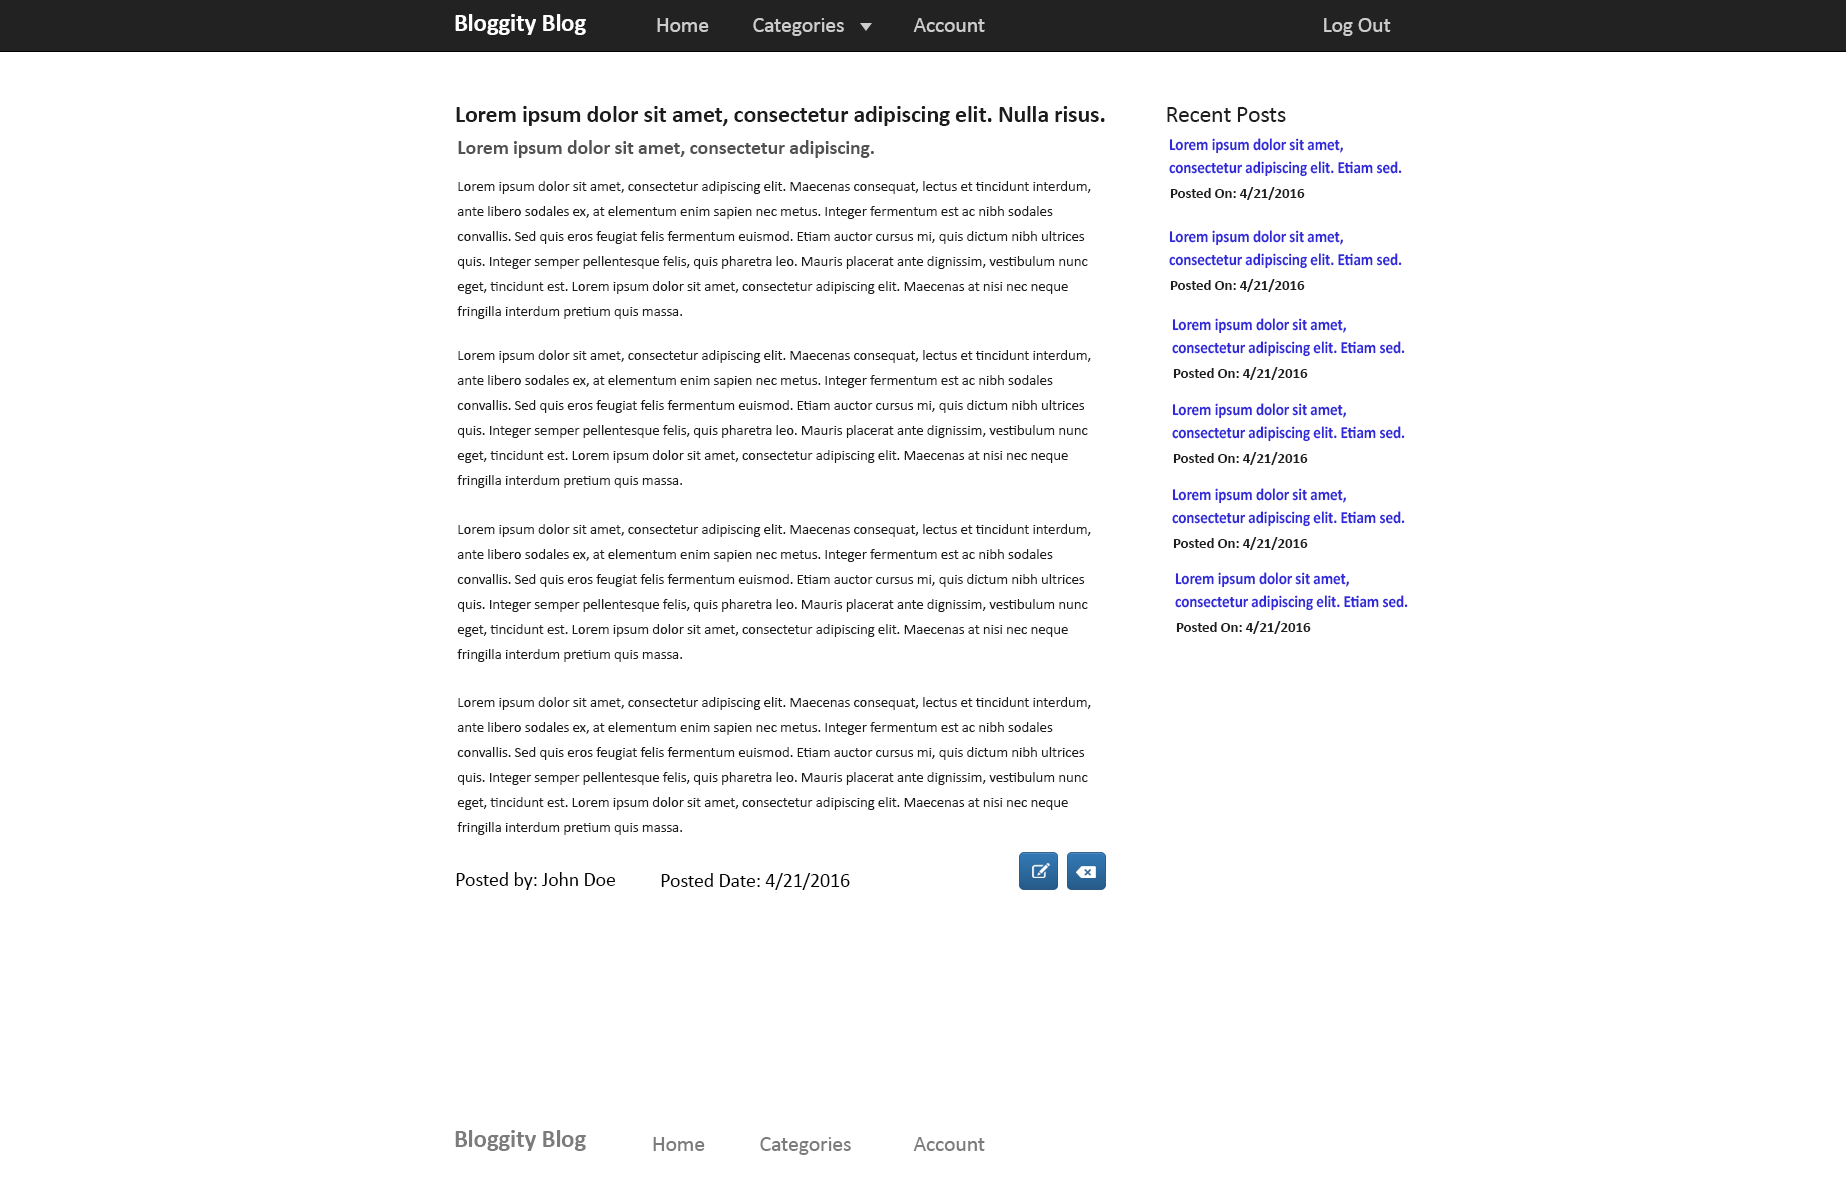 Bloggity Blog Home Categories Account Log Out
Lorem ipsum dolor sit amet, consectetur adipiscing elit. Nulla risus.
Lorem ipsum dolor sit amet, consectetur adipiscing.
Lorem ipsum dolor sit amet, consectetur adipiscing elit. Maecenas consequat, lectus et tincidunt interdum,
ante libero sodales ex, at elementum enim sapien nec metus. Integer fermentum est ac nibh sodales
convallis. Sed quis eros feugiat felis fermentum euismod. Etiam auctor cursus mi, quis dictum nibh ultrices
quis. Integer semper pellentesque felis, quis pharetra leo. Mauris placerat ante dignissim, vestibulum nunc
eget, tincidunt est. Lorem ipsum dolor sit amet, consectetur adipiscing elit. Maecenas at nisi nec neque
fringilla interdum pretium quis massa.
Lorem ipsum dolor sit amet, consectetur adipiscing elit. Maecenas consequat, lectus et tincidunt interdum,
ante libero sodales ex, at elementum enim sapien nec metus. Integer fermentum est ac nibh sodales
convallis. Sed quis eros feugiat felis fermentum euismod. Etiam auctor cursus mi, quis dictum nibh ultrices
quis. Integer semper pellentesque felis, quis pharetra leo. Mauris placerat ante dignissim, vestibulum nunc
eget, tincidunt est. Lorem ipsum dolor sit amet, consectetur adipiscing elit. Maecenas at nisi nec neque
fringilla interdum pretium quis massa.
Lorem ipsum dolor sit amet, consectetur adipiscing elit. Maecenas consequat, lectus et tincidunt interdum,
ante libero sodales ex, at elementum enim sapien nec metus. Integer fermentum est ac nibh sodales
convallis. Sed quis eros feugiat felis fermentum euismod. Etiam auctor cursus mi, quis dictum nibh ultrices
quis. Integer semper pellentesque felis, quis pharetra leo. Mauris placerat ante dignissim, vestibulum nunc
eget, tincidunt est. Lorem ipsum dolor sit amet, consectetur adipiscing elit. Maecenas at nisi nec neque
fringilla interdum pretium quis massa.
Lorem ipsum dolor sit amet, consectetur adipiscing elit. Maecenas consequat, lectus et tincidunt interdum,
ante libero sodales ex, at elementum enim sapien nec metus. Integer fermentum est ac nibh sodales
convallis. Sed quis eros feugiat felis fermentum euismod. Etiam auctor cursus mi, quis dictum nibh ultrices
quis. Integer semper pellentesque felis, quis pharetra leo. Mauris placerat ante dignissim, vestibulum nunc
eget, tincidunt est. Lorem ipsum dolor sit amet, consectetur adipiscing elit. Maecenas at nisi nec neque
fringilla interdum pretium quis massa.
Posted by: John Doe Posted Date: 4/21/2016
Recent Posts
Lorem ipsum dolor sit amet,
consectetur adipiscing elit. Etiam sed.
Posted On: 4/21/2016
Lorem ipsum dolor sit amet,
consectetur adipiscing elit. Etiam sed.
Posted On: 4/21/2016
Lorem ipsum dolor sit amet,
consectetur adipiscing elit. Etiam sed.
Posted On: 4/21/2016
Lorem ipsum dolor sit amet,
consectetur adipiscing elit. Etiam sed.
Posted On: 4/21/2016
Lorem ipsum dolor sit amet,
consectetur adipiscing elit. Etiam sed.
Posted On: 4/21/2016
Lorem ipsum dolor sit amet,
consectetur adipiscing elit. Etiam sed.
Posted On: 4/21/2016
Bloggity Blog Home Categories Account